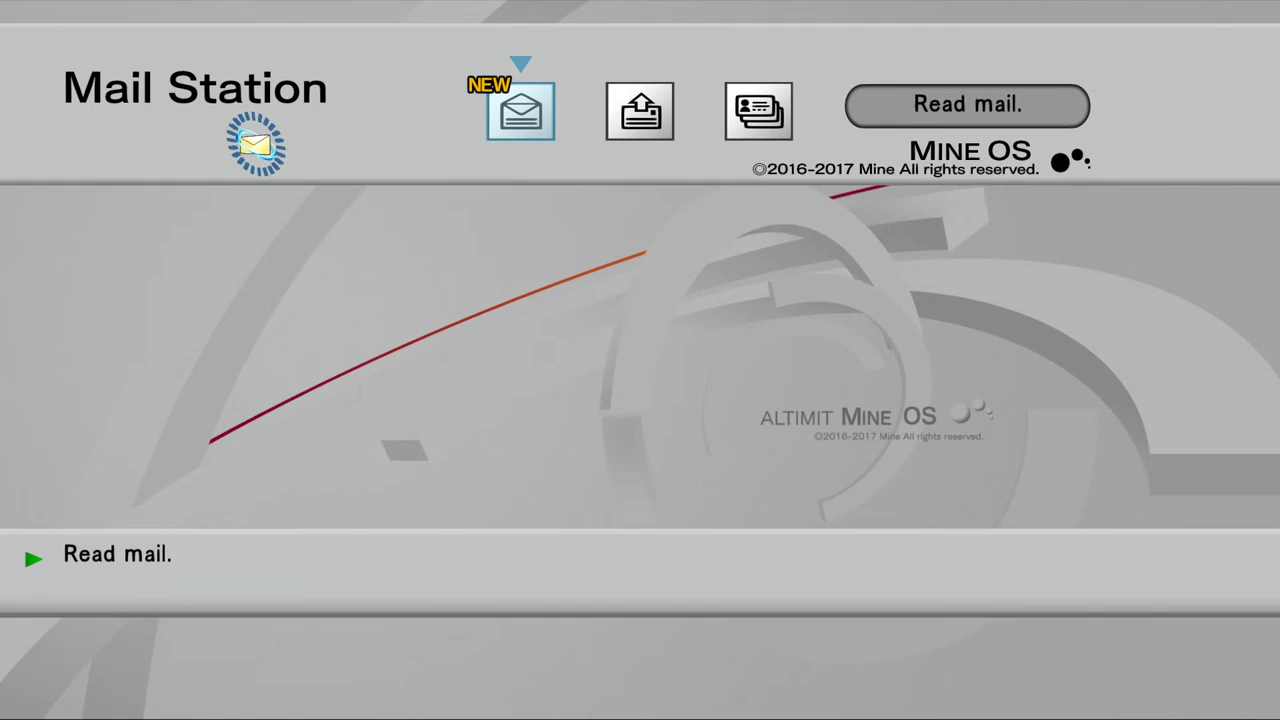 Mail Station
NEW
Read mail.
MINE OS
©2016-2017 Mine All rights reserved.
ALTIMIT MINE OS
©2016-2017 Mine All rights reserved.
Read mail.